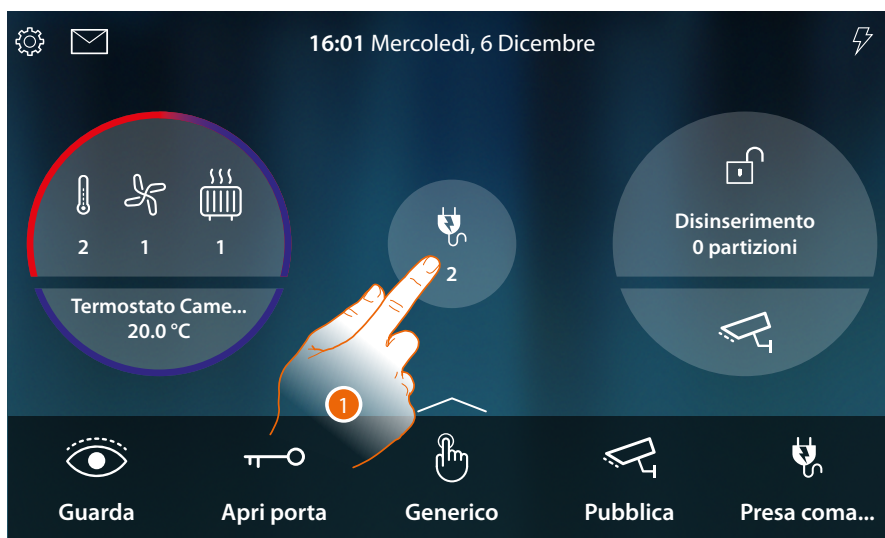 16:01 Mercoledì, 6 Dicembre
2 1 1
Termostato Came...
20.0 °C
2
1
Disinserimento
0 partizioni
Guarda Apri porta Generico Pubblica Presa coma...